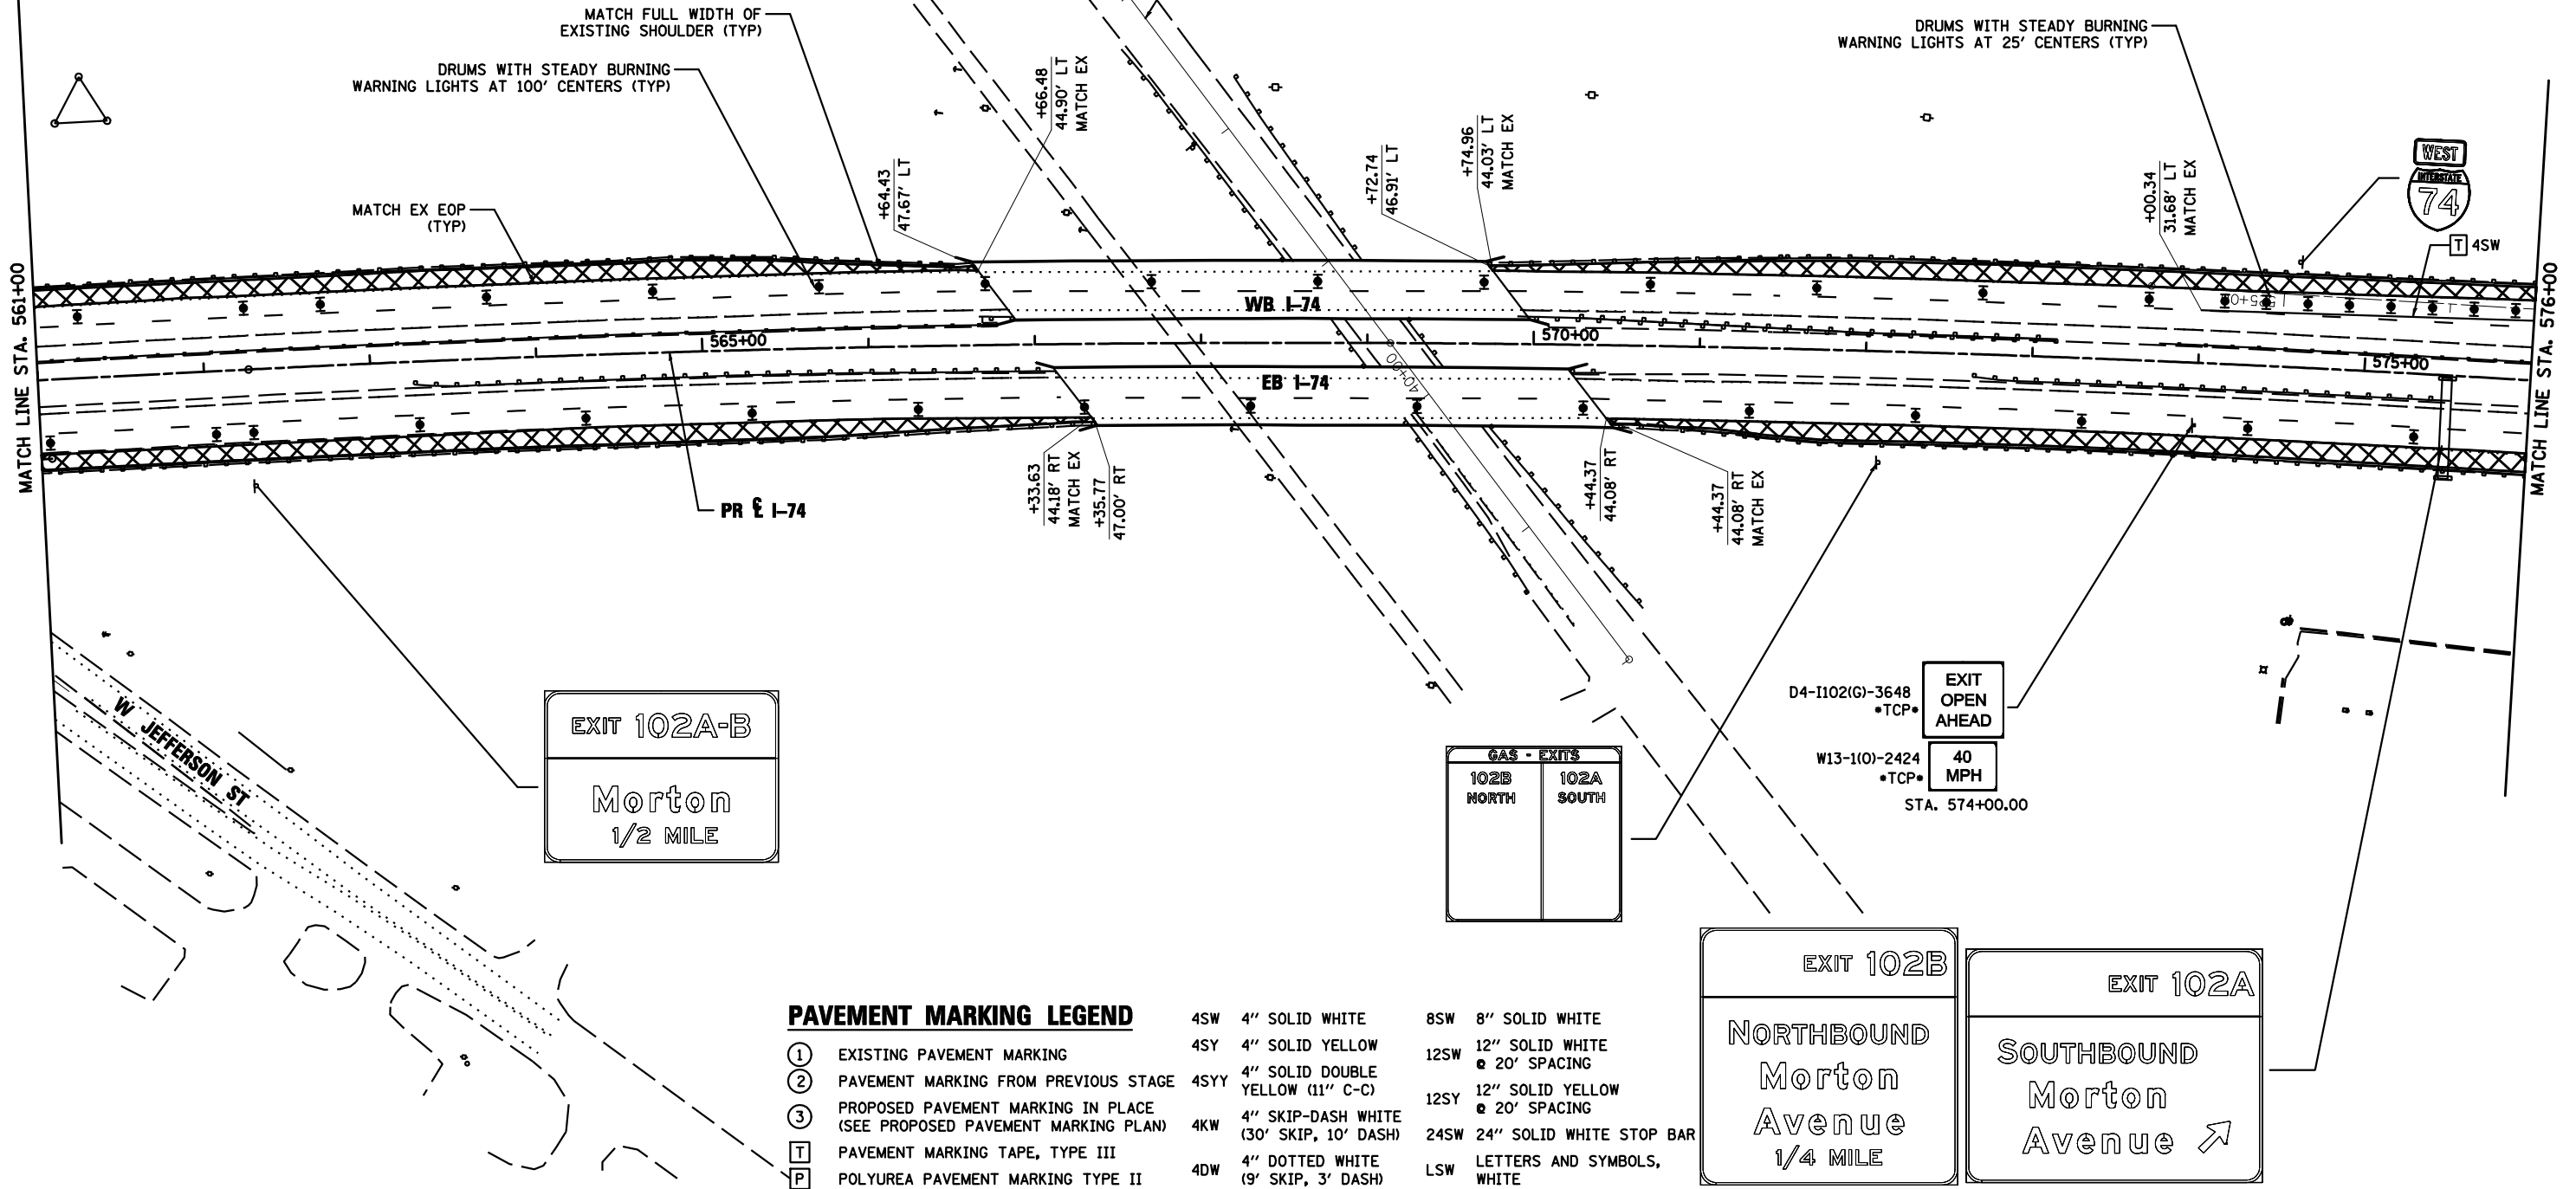 MATCH FULL WIDTH OF
EXISTING SHOULDER (TYP)
DRUMS WITH STEADY BURNING
WARNING LIGHTS AT 100' CENTERS (TYP)
MATCH EX EOP
(TYP)
DRUMS WITH STEADY BURNING
WARNING LIGHTS AT 25' CENTERS (TYP)
+64.43
47.67' LT
+66.48
44.90' LT
MATCH EX
+72.74
46.91' LT
+74.96
44.03' LT
MATCH EX
+00.34
31.68' LT
MATCH EX
WEST
INTERSTATE
74
T 4SW
MATCH LINE STA. 561+00
MATCH LINE STA. 576+00
WB I-74
565+00
570+00
575+00
40+00
EB I-74
PR ℄ I-74
+33.63
44.18' RT
MATCH EX
+35.77
47.00' RT
+44.37
44.08' RT
+44.37
44.08' RT
MATCH EX
W JEFFERSON ST
EXIT 102A-B
Morton
1/2 MILE
GAS - EXITS
102B
NORTH
102A
SOUTH
D4-I102(G)-3648
*TCP*
EXIT
OPEN
AHEAD
W13-1(O)-2424
*TCP*
40
MPH
STA. 574+00.00
EXIT 102B
NORTHBOUND
Morton
Avenue
1/4 MILE
EXIT 102A
SOUTHBOUND
Morton
Avenue
PAVEMENT MARKING LEGEND
1 EXISTING PAVEMENT MARKING
2 PAVEMENT MARKING FROM PREVIOUS STAGE
3 PROPOSED PAVEMENT MARKING IN PLACE
(SEE PROPOSED PAVEMENT MARKING PLAN)
T PAVEMENT MARKING TAPE, TYPE III
P POLYUREA PAVEMENT MARKING TYPE II
4SW 4" SOLID WHITE
4SY 4" SOLID YELLOW
4SYY 4" SOLID DOUBLE
YELLOW (11" C-C)
4KW 4" SKIP-DASH WHITE
(30' SKIP, 10' DASH)
4DW 4" DOTTED WHITE
(9' SKIP, 3' DASH)
8SW 8" SOLID WHITE
12SW 12" SOLID WHITE
@ 20' SPACING
12SY 12" SOLID YELLOW
@ 20' SPACING
24SW 24" SOLID WHITE STOP BAR
LSW LETTERS AND SYMBOLS,
WHITE